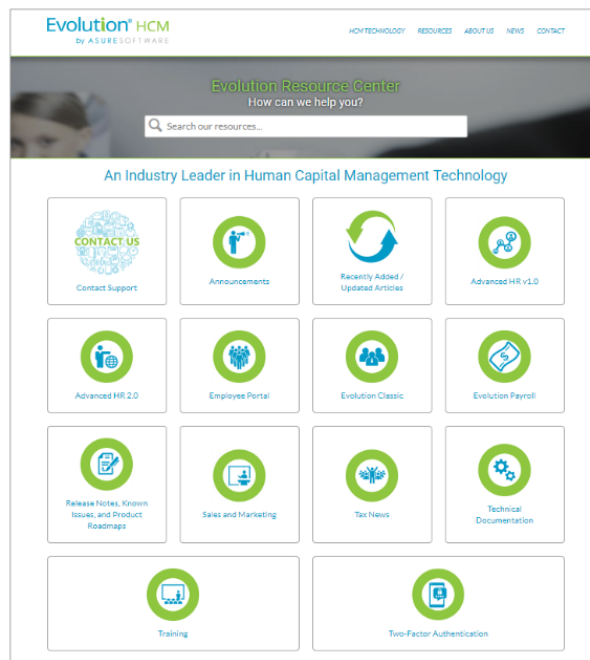 Evolution® HCM
by ASURESOFTWARE
HCM TECHNOLOGY RESOURCES ABOUT US NEWS CONTACT
Evolution Resource Center
How can we help you?
Search our resources...
An Industry Leader in Human Capital Management Technology
CONTACT US
Contact Support
Announcements
Recently Added /
Updated Articles
Advanced HR v1.0
Advanced HR 2.0
Employee Portal
Evolution Classic
Evolution Payroll
Release Notes, Known
Issues, and Product
Roadmaps
Sales and Marketing
Tax News
Technical
Documentation
Training
Two-Factor Authentication